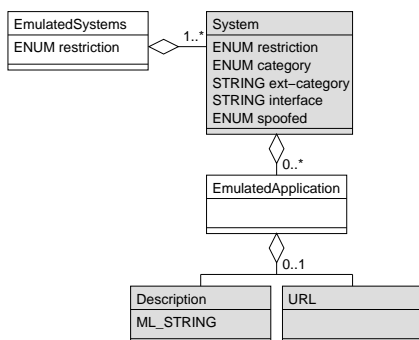 EmulatedSystems
ENUM restriction
1..*
System
ENUM restriction
ENUM category
STRING ext-category
STRING interface
ENUM spoofed
0..*
EmulatedApplication
0..1
Description
ML_STRING
URL